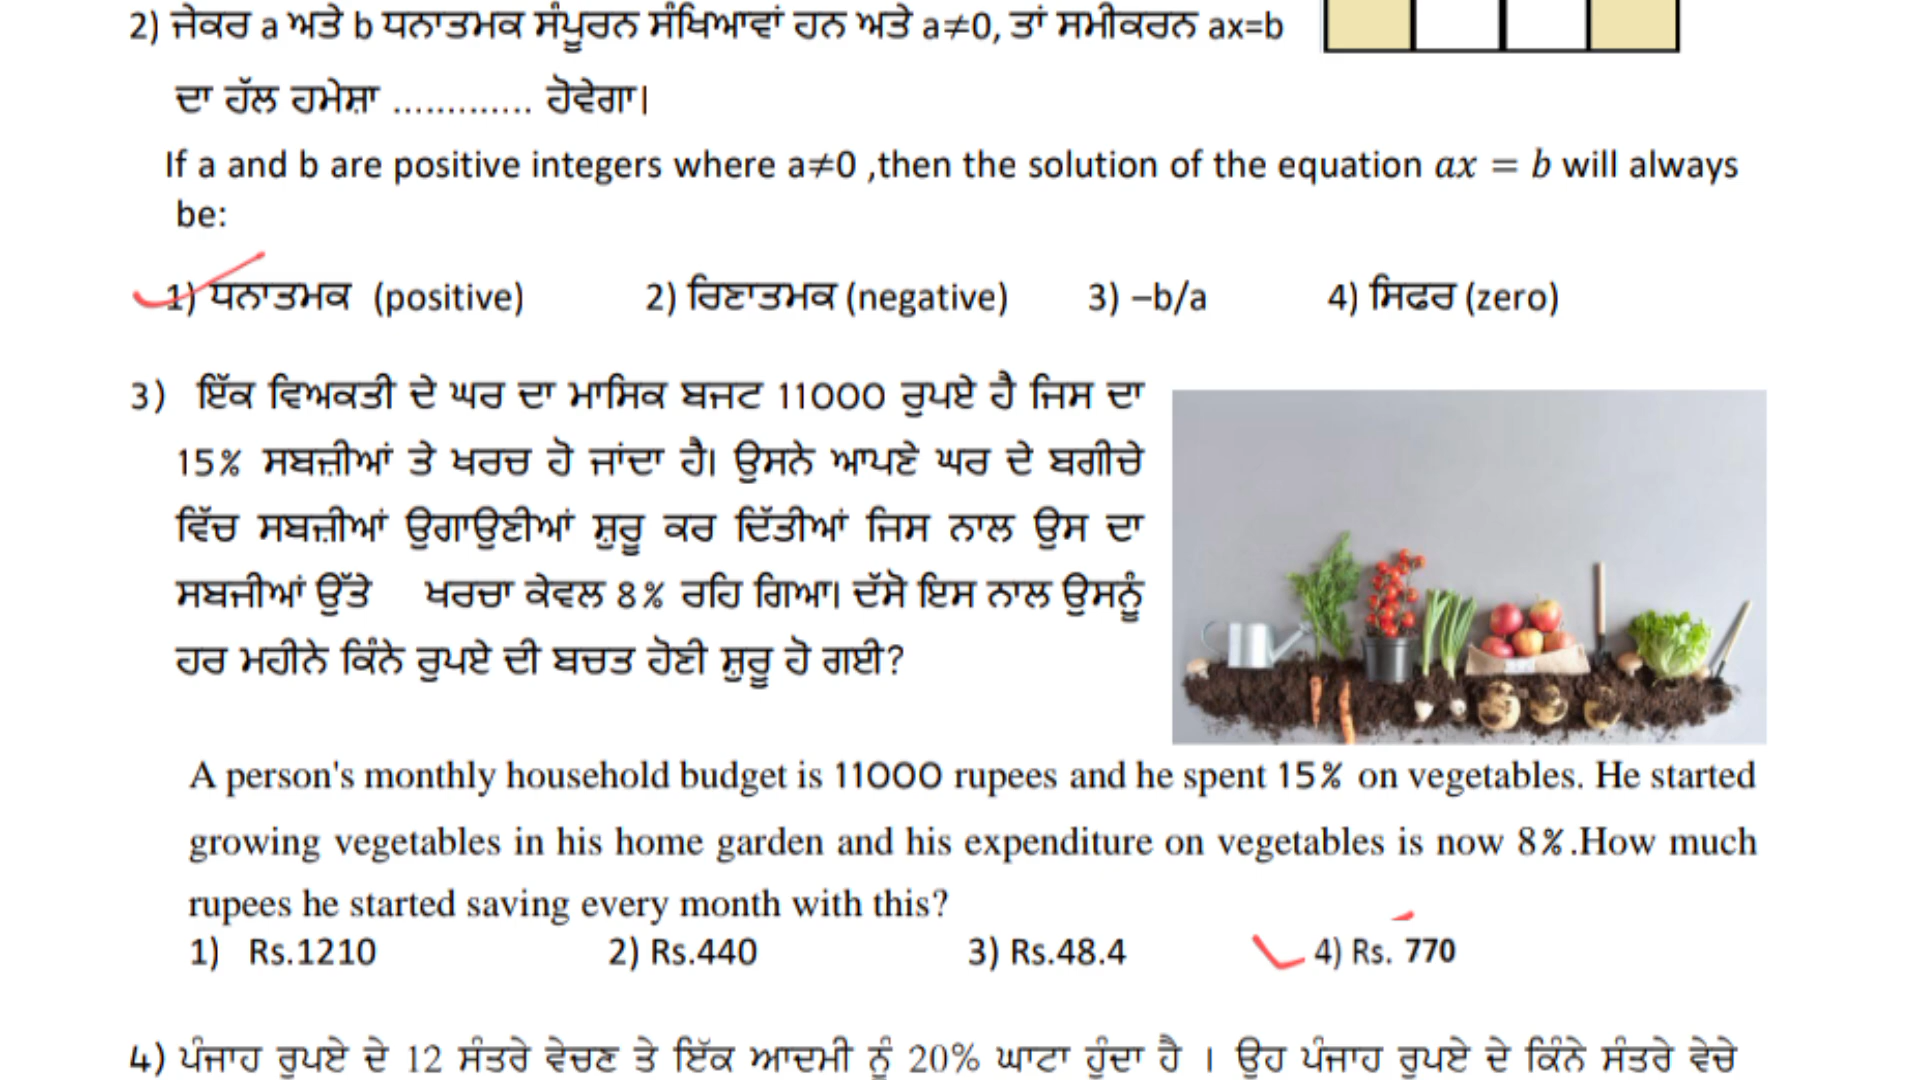 2) ਜੇਕਰ a ਅਤੇ b ਧਨਾਤਮਕ ਸੰਪੂਰਨ ਸੰਖਿਆਵਾਂ ਹਨ ਅਤੇ a≠0, ਤਾਂ ਸਮੀਕਰਨ ax=b
ਦਾ ਹੱਲ ਹਮੇਸ਼ਾ ............. ਹੋਵੇਗਾ।
If a and b are positive integers where a≠0 ,then the solution of the equation ax = b will always
be:
1) ਧਨਾਤਮਕ (positive) 2) ਰਿਣਾਤਮਕ (negative) 3) –b/a 4) ਸਿਫਰ (zero)
3) ਇੱਕ ਵਿਅਕਤੀ ਦੇ ਘਰ ਦਾ ਮਾਸਿਕ ਬਜਟ 11000 ਰੁਪਏ ਹੈ ਜਿਸ ਦਾ
15% ਸਬਜ਼ੀਆਂ ਤੇ ਖਰਚ ਹੋ ਜਾਂਦਾ ਹੈ। ਉਸਨੇ ਆਪਣੇ ਘਰ ਦੇ ਬਗੀਚੇ
ਵਿੱਚ ਸਬਜ਼ੀਆਂ ਉਗਾਉਣੀਆਂ ਸ਼ੁਰੂ ਕਰ ਦਿੱਤੀਆਂ ਜਿਸ ਨਾਲ ਉਸ ਦਾ
ਸਬਜੀਆਂ ਉੱਤੇ ਖਰਚਾ ਕੇਵਲ 8% ਰਹਿ ਗਿਆ। ਦੱਸੋ ਇਸ ਨਾਲ ਉਸਨੂੰ
ਹਰ ਮਹੀਨੇ ਕਿੰਨੇ ਰੁਪਏ ਦੀ ਬਚਤ ਹੋਣੀ ਸ਼ੁਰੂ ਹੋ ਗਈ?
A person's monthly household budget is 11000 rupees and he spent 15% on vegetables. He started
growing vegetables in his home garden and his expenditure on vegetables is now 8%.How much
rupees he started saving every month with this?
1) Rs.1210 2) Rs.440 3) Rs.48.4 4) Rs. 770
4) ਪੰਜਾਹ ਰੁਪਏ ਦੇ 12 ਸੰਤਰੇ ਵੇਚਣ ਤੇ ਇੱਕ ਆਦਮੀ ਨੂੰ 20% ਘਾਟਾ ਹੁੰਦਾ ਹੈ । ਉਹ ਪੰਜਾਹ ਰੁਪਏ ਦੇ ਕਿੰਨੇ ਸੰਤਰੇ ਵੇਚੇ